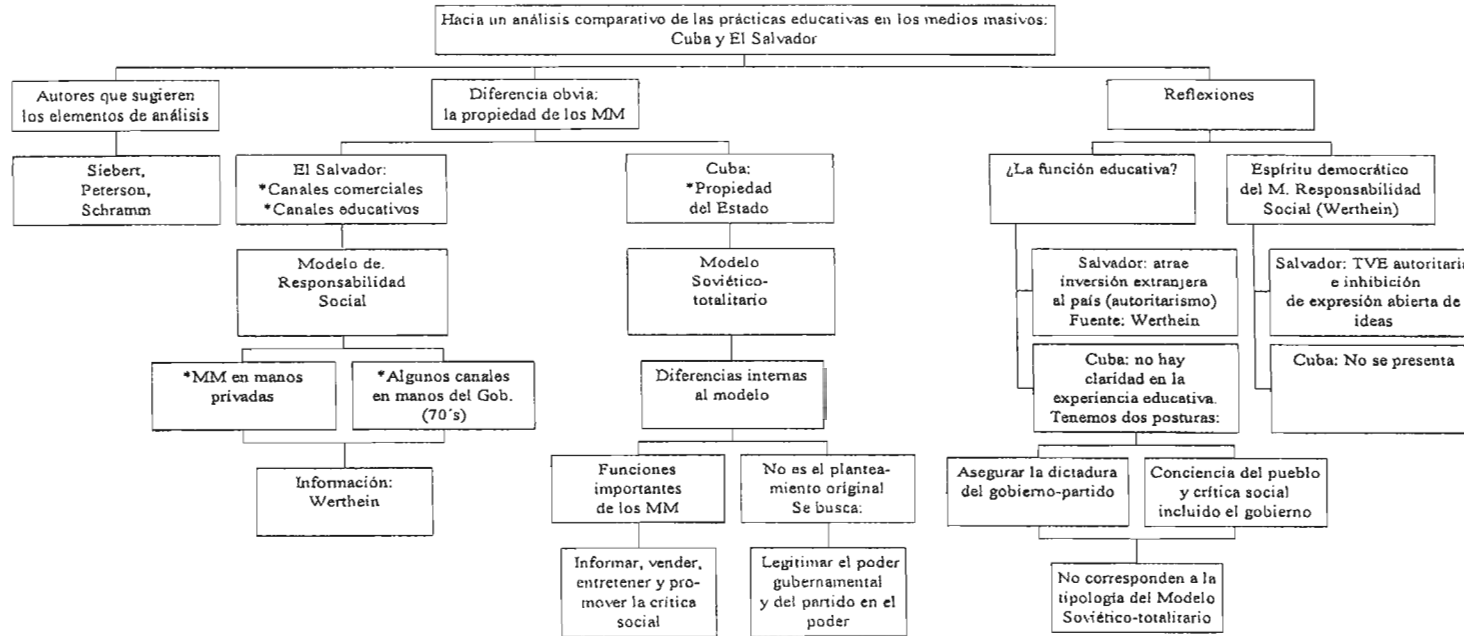 Hacia un análisis comparativo de las prácticas educativas en los medios masivos:
Cuba y El Salvador
Autores que sugieren
los elementos de análisis
Diferencia obvia:
la propiedad de los MM
Reflexiones
Siebert,
Peterson,
Schramm
El Salvador:
*Canales comerciales
*Canales educativos
Cuba:
*Propiedad
del Estado
¿La función educativa?
Espíritu democrático
del M. Responsabilidad
Social (Werthein)
Modelo de.
Responsabilidad
Social
Modelo
Soviético-
totalitario
Salvador: atrae
inversión extranjera
al país (autoritarismo)
Fuente: Werthein
Salvador: TVE autoritaria
e inhibición
de expresión abierta de
ideas
*MM en manos
privadas
*Algunos canales
en manos del Gob.
(70´s)
Diferencias internas
al modelo
Cuba: no hay
claridad en la
experiencia educativa.
Tenemos dos posturas:
Cuba: No se presenta
Información:
Werthein
Funciones
importantes
de los MM
No es el plantea-
miento original
Se busca:
Asegurar la dictadura
del gobierno-partido
Conciencia del pueblo
y crítica social
incluido el gobierno
Informar, vender,
entretener y pro-
mover la crítica
social
Legitimar el poder
gubernamental
y del partido en el
poder
No corresponden a la
tipología del Modelo
Soviético-totalitario